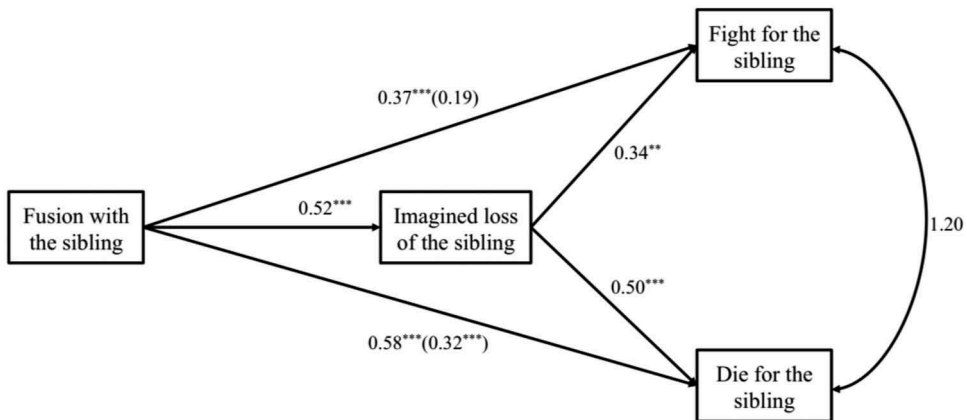 Fight for the
sibling
0.37***(0.19)
0.34**
Fusion with
the sibling
0.52***
Imagined loss
of the sibling
1.20
0.50***
0.58***(0.32***)
Die for the
sibling